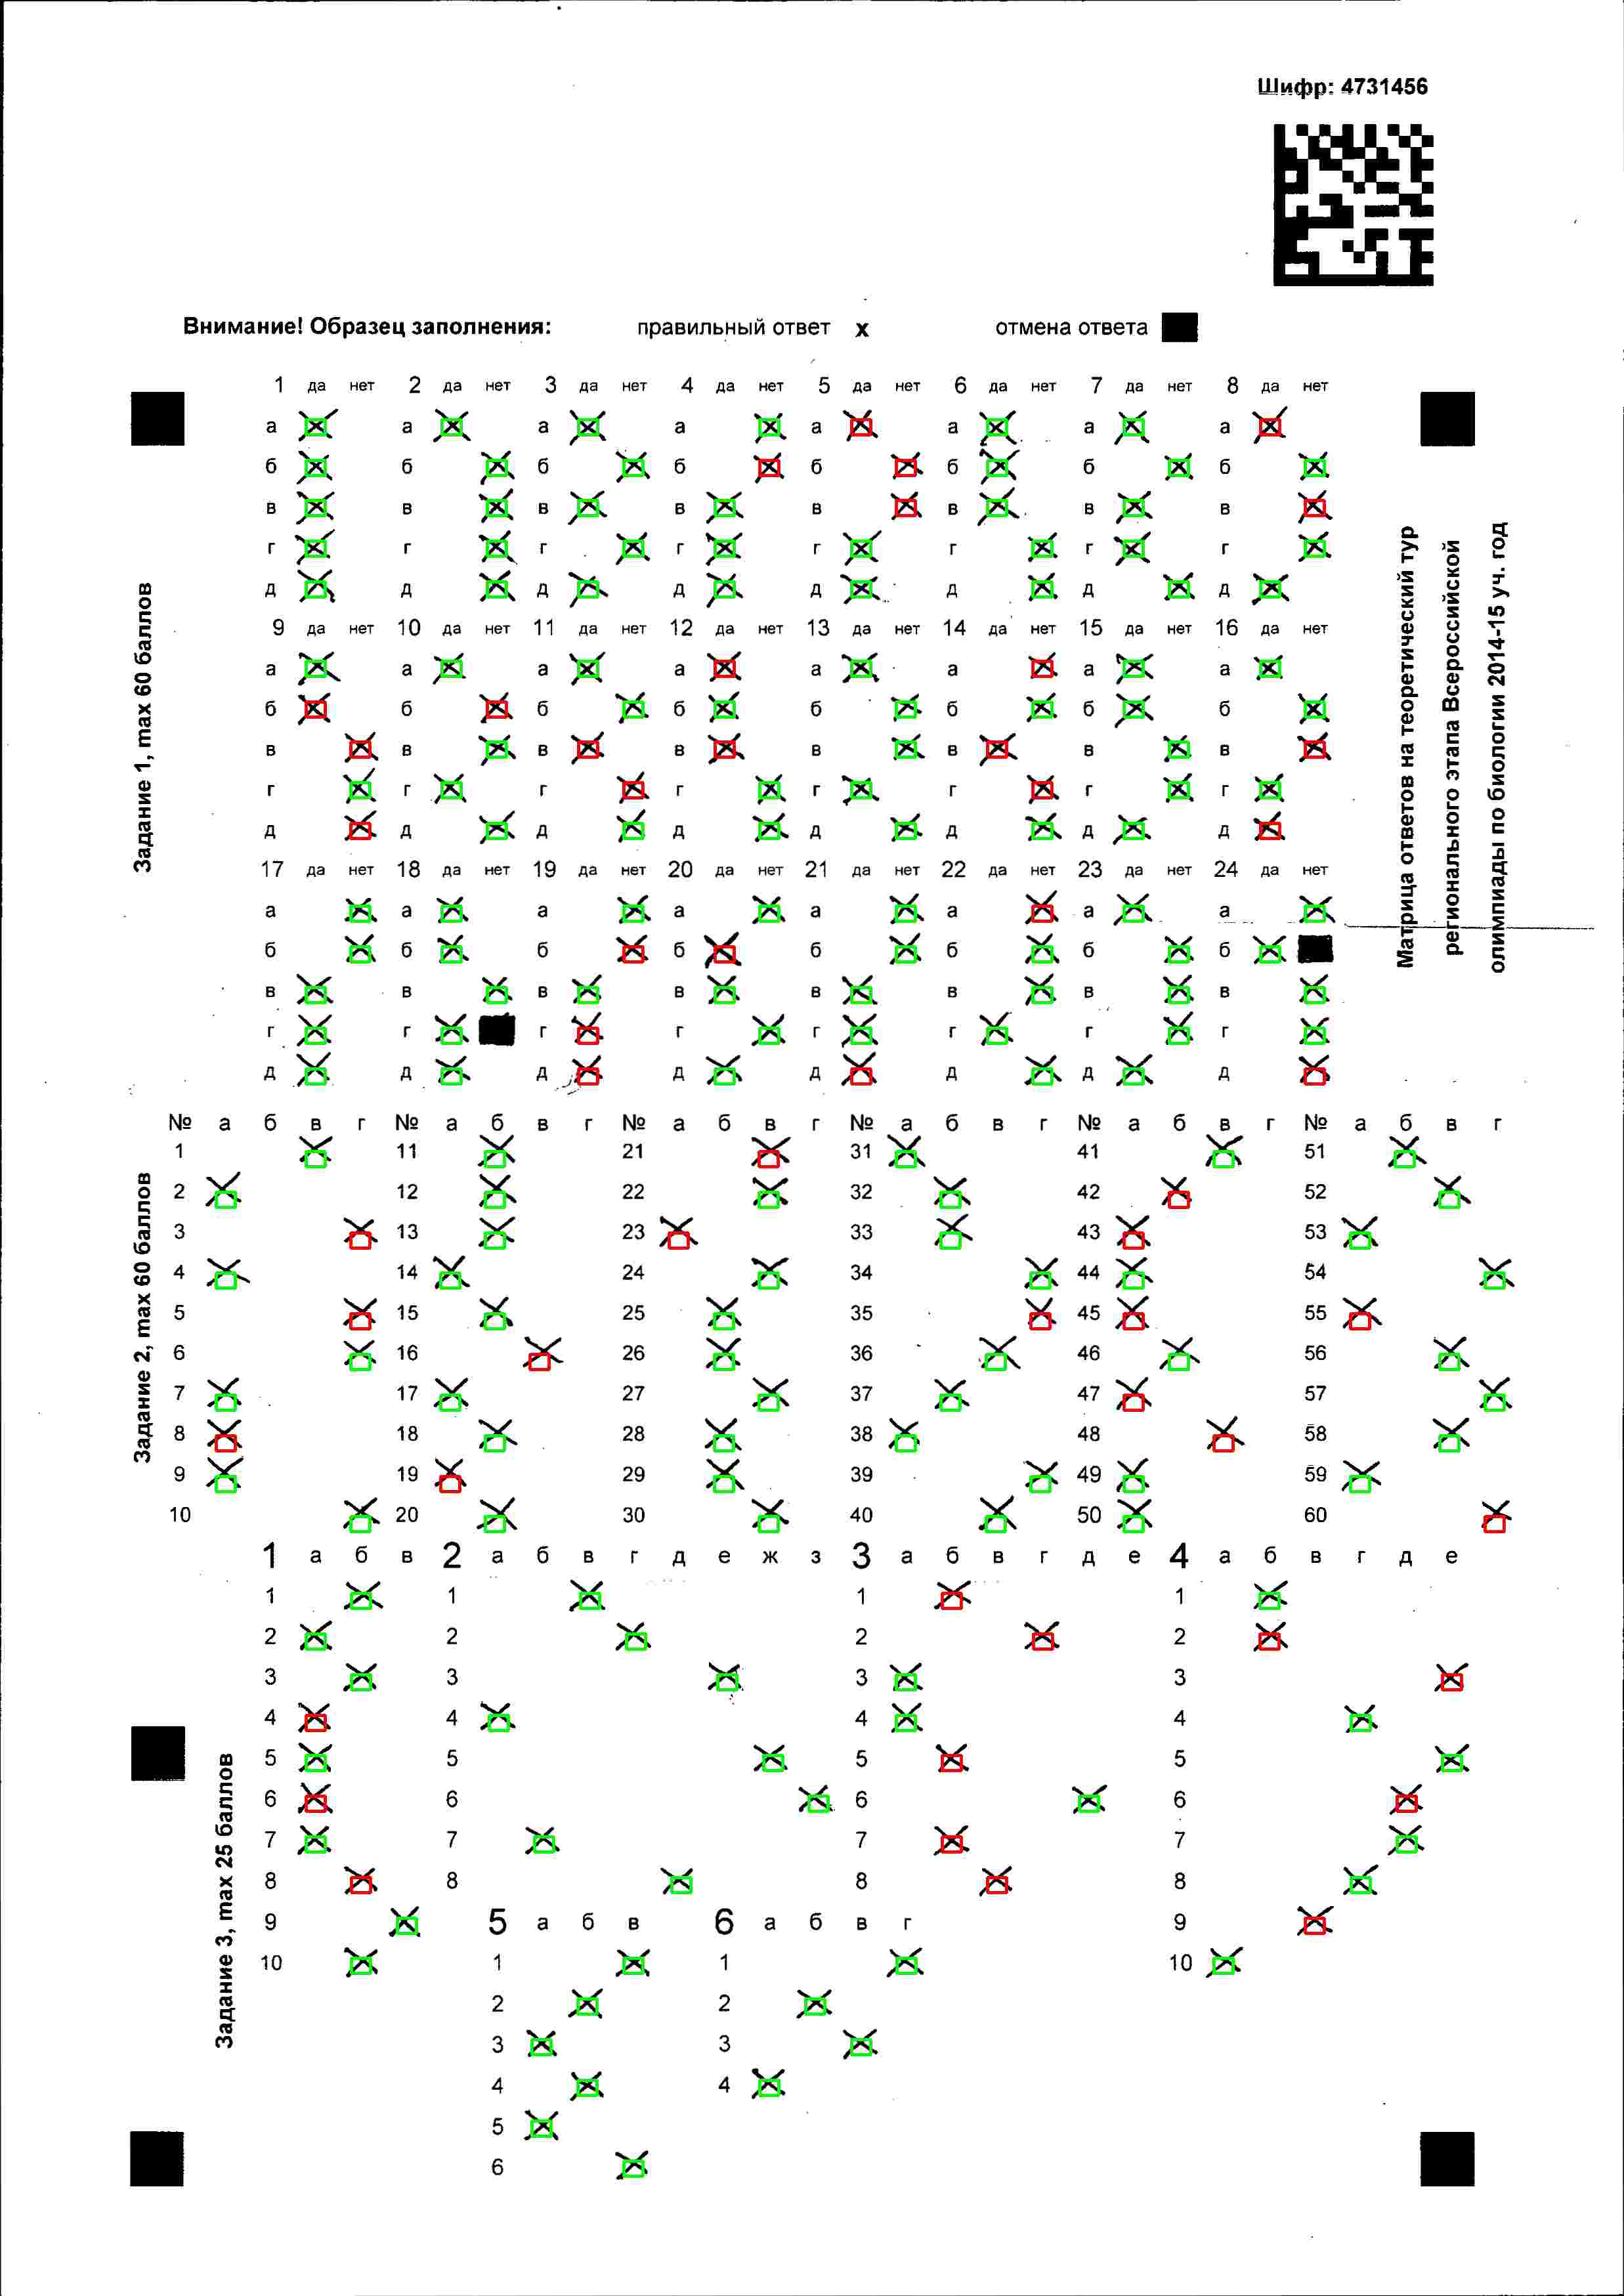 Шифр: 4731456
Внимание! Образец заполнения: правильный ответ x отмена ответа
1 да нет 2 да нет 3 да нет 4 да нет 5 да нет 6 да нет 7 да нет 8 да нет
а а а а а а а а
б б б б б б б б
в в в в в в в в
г г г г г г г г
д д д д д д д д
9 да нет 10 да нет 11 да нет 12 да нет 13 да нет 14 да нет 15 да нет 16 да нет
а а а а а а а а
б б б б б б б б
в в в в в в в в
г г г г г г г г
д д д д д д д д
17 да нет 18 да нет 19 да нет 20 да нет 21 да нет 22 да нет 23 да нет 24 да нет
а а а а а а а а
б б б б б б б б
в в в в в в в в
г г г г г г г г
д д д д д д д д
Задание 1, max 60 баллов
Матрица ответов на теоретический тур
регионального этапа Всероссийской
олимпиады по биологии 2014-15 уч. год
№ а б в г № а б в г № а б в г № а б в г № а б в г № а б в г
1 11 21 31 41 51
2 12 22 32 42 52
3 13 23 33 43 53
4 14 24 34 44 54
5 15 25 35 45 55
6 16 26 36 46 56
7 17 27 37 47 57
8 18 28 38 48 58
9 19 29 39 49 59
10 20 30 40 50 60
Задание 2, max 60 баллов
1 а б в 2 а б в г д е ж з 3 а б в г д е 4 а б в г д е
1 1 1 1
2 2 2 2
3 3 3 3
4 4 4 4
5 5 5 5
6 6 6 6
7 7 7 7
8 8 8 8
9 5 а б в 6 а б в г 9
10 1 1 10
2 2
3 3
4 4
5
6
Задание 3, max 25 баллов